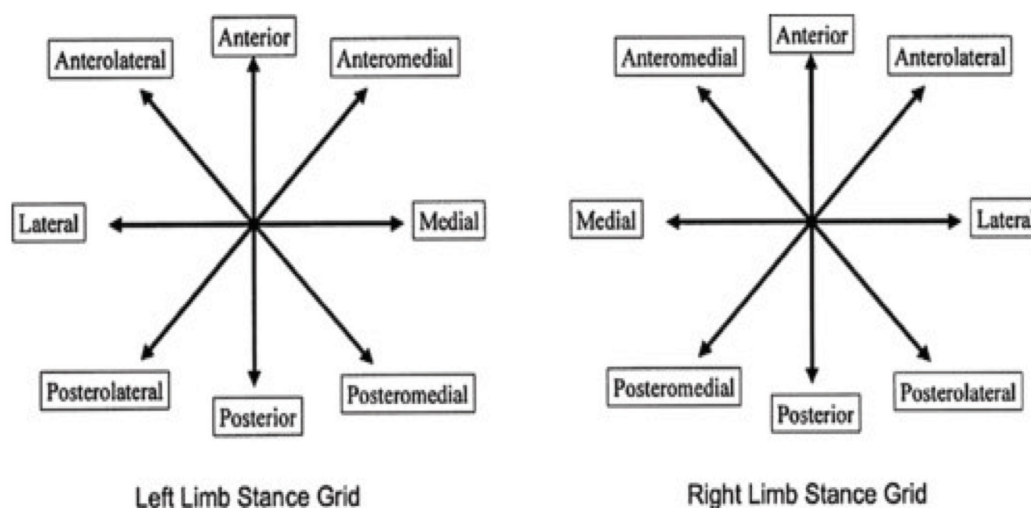 Anterior
Anterolateral
Anteromedial
Lateral
Medial
Posterolateral
Posteromedial
Posterior
Left Limb Stance Grid
Anterior
Anteromedial
Anterolateral
Medial
Lateral
Posteromedial
Posterolateral
Posterior
Right Limb Stance Grid